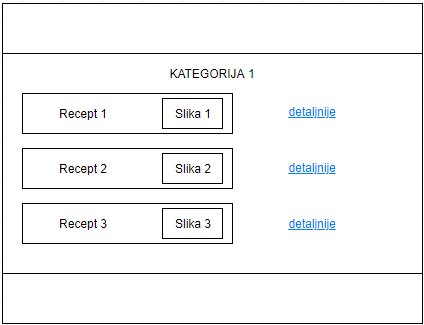 KATEGORIJA 1
Recept 1 Slika 1 detaljnije
Recept 2 Slika 2 detaljnije
Recept 3 Slika 3 detaljnije